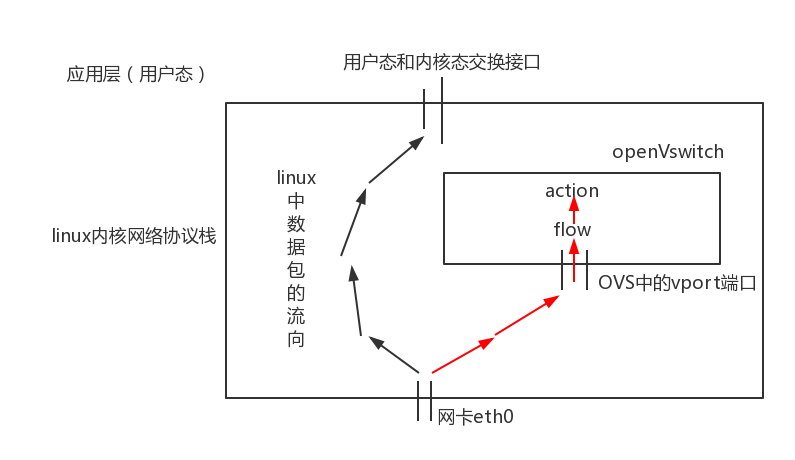 用户态和内核态交换接口
应用层（用户态）
openVswitch
linux
中
数
据
包
的
流
向
action
flow
linux内核网络协议栈
OVS中的vport端口
网卡eth0